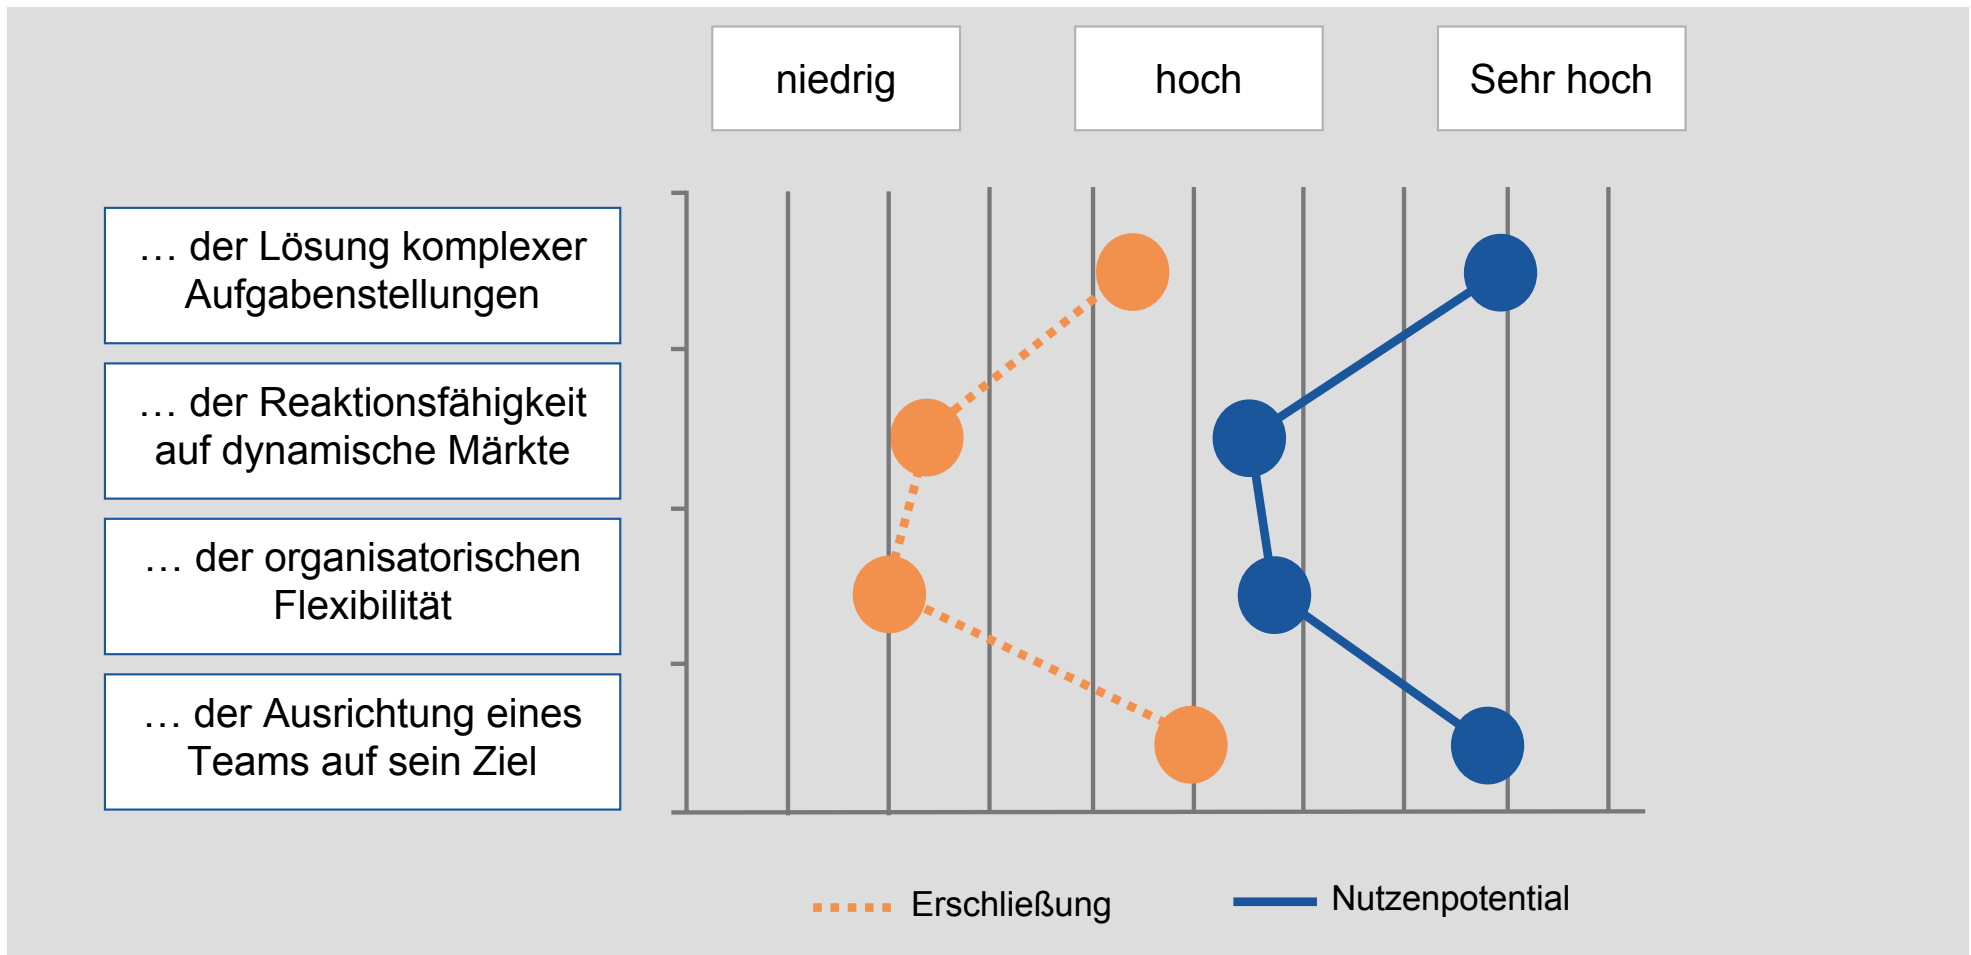 niedrig
hoch
Sehr hoch
… der Lösung komplexer
Aufgabenstellungen
… der Reaktionsfähigkeit
auf dynamische Märkte
… der organisatorischen
Flexibilität
… der Ausrichtung eines
Teams auf sein Ziel
Erschließung
Nutzenpotential